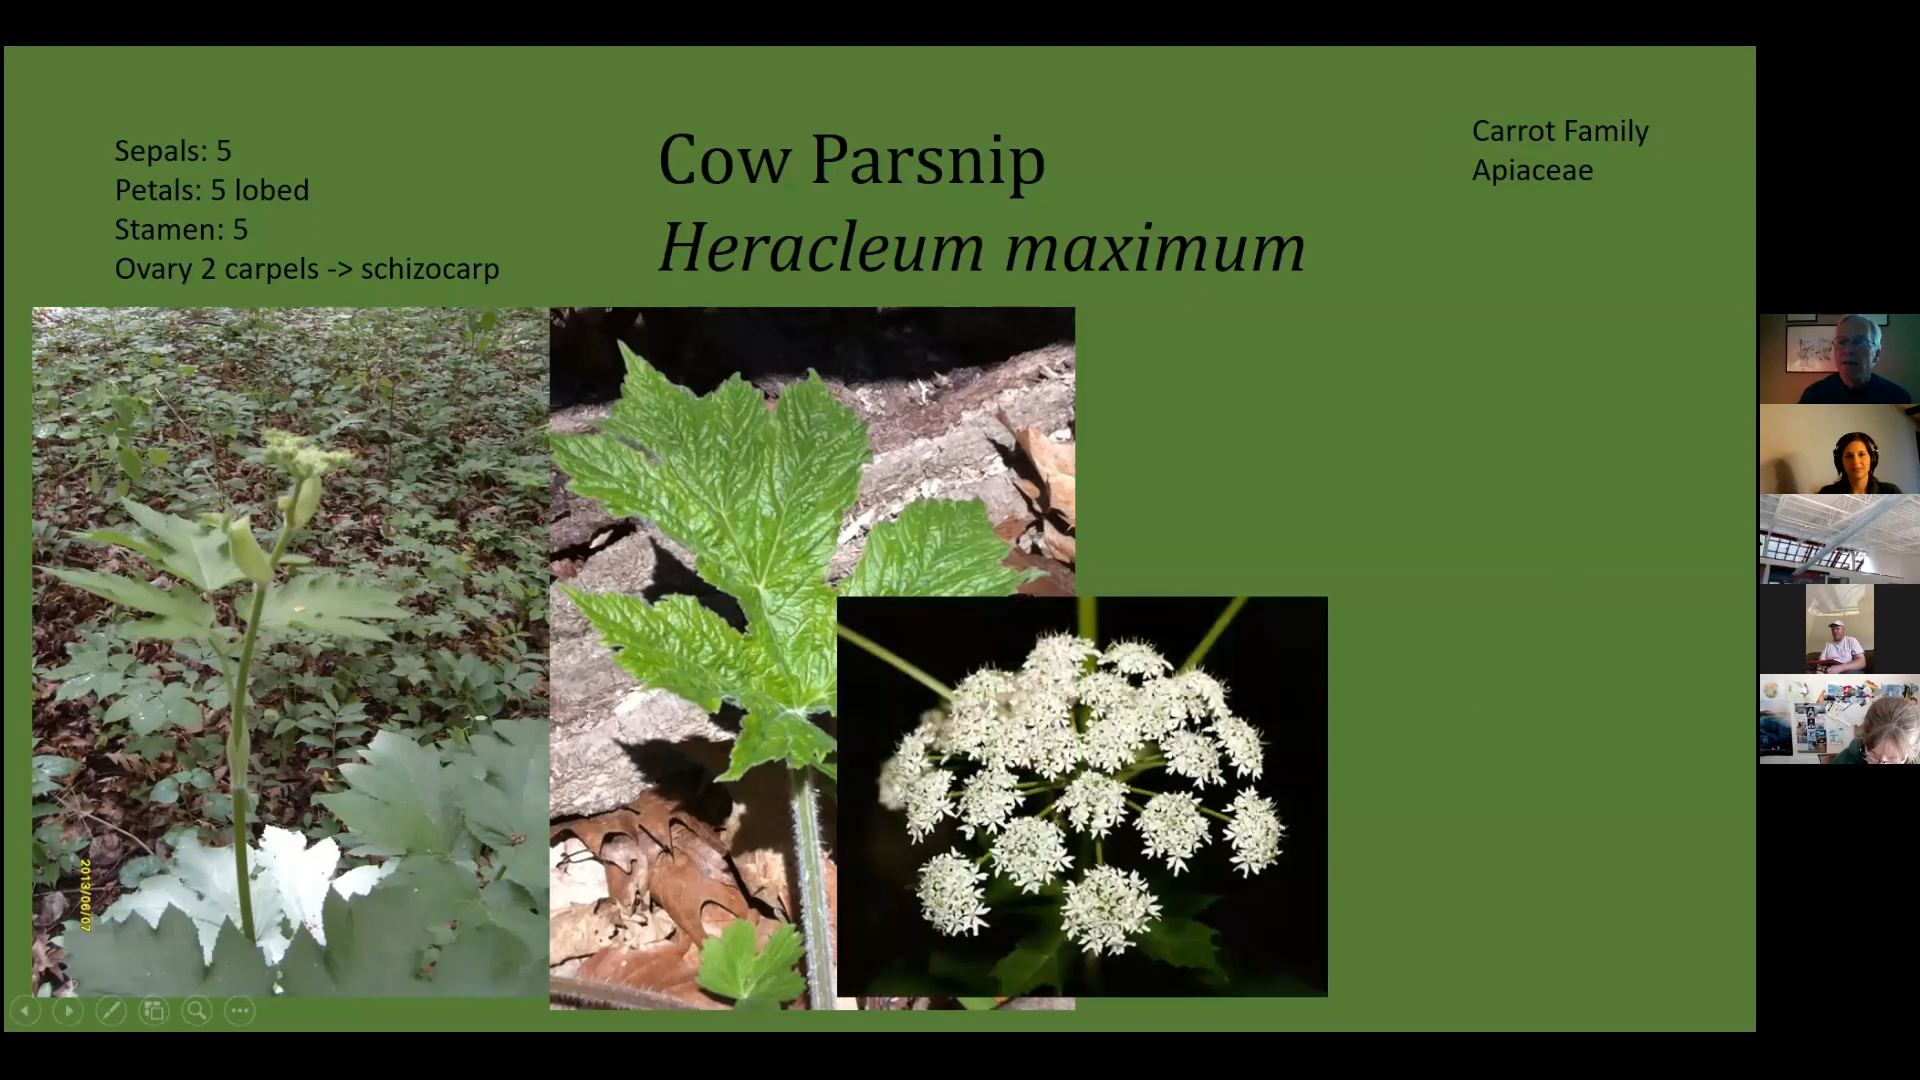 Sepals: 5
Petals: 5 lobed
Stamen: 5
Ovary 2 carpels -> schizocarp
Cow Parsnip
Heracleum maximum
Carrot Family
Apiaceae
2013/06/07